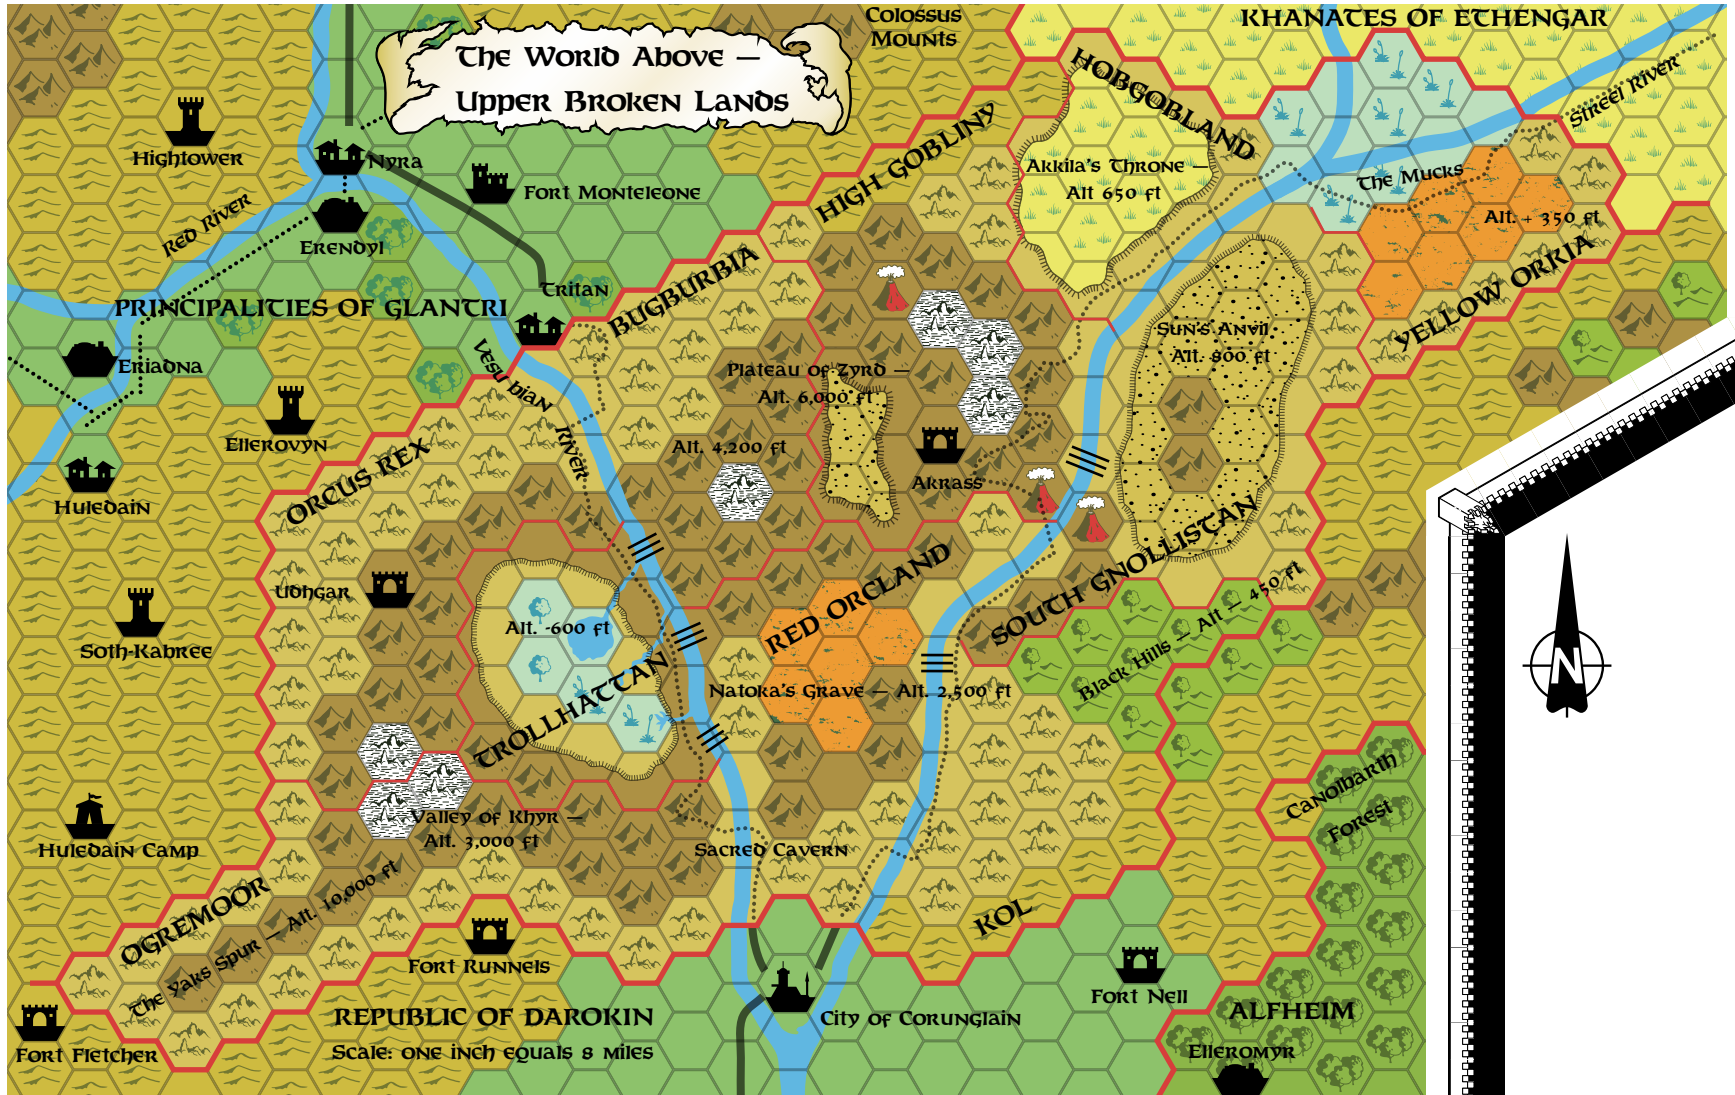 Colossus
Mounts
KHANATES OF ETHENGAR
The World Above —
Upper Broken Lands
HOBGOBLAND
Streel River
Hightower
Nyra
Fort Monteleone
HIGH GOBLINY
Akkila's Throne —
Alt 650 ft
The Mucks
Alt. + 350 ft
Red River
Erendyl
BUGBURBIA
YELLOW ORKIA
Tritan
PRINCIPALITIES OF GLANTRI
Sun's Anvil
Alt. 800 ft
Eriadna
Vesubian
River
Plateau of Zyrd —
Alt. 6,000 ft
Ellerovyn
Alt. 4,200 ft
ORCUS REX
Akrass
Huledain
SOUTH GNOLLISTAN
RED ORCLAND
Udhgar
Alt. -600 ft
Black Hills — Alt — 450 ft
Soth-Kabree
TROLLHATTAN
Natoka's Grave — Alt. 2,500 ft
Canolbarth
Forest
Valley of Khyr —
Alt. 3,000 ft
Huledain Camp
Sacred Cavern
OGREMOOR
The Yaks Spur — Alt. 10,000 ft
KOL
Fort Runnels
Fort Nell
REPUBLIC OF DAROKIN
City of Corunglain
ALFHEIM
Fort Fletcher
Scale: one inch equals 8 miles
Elleromyr
N